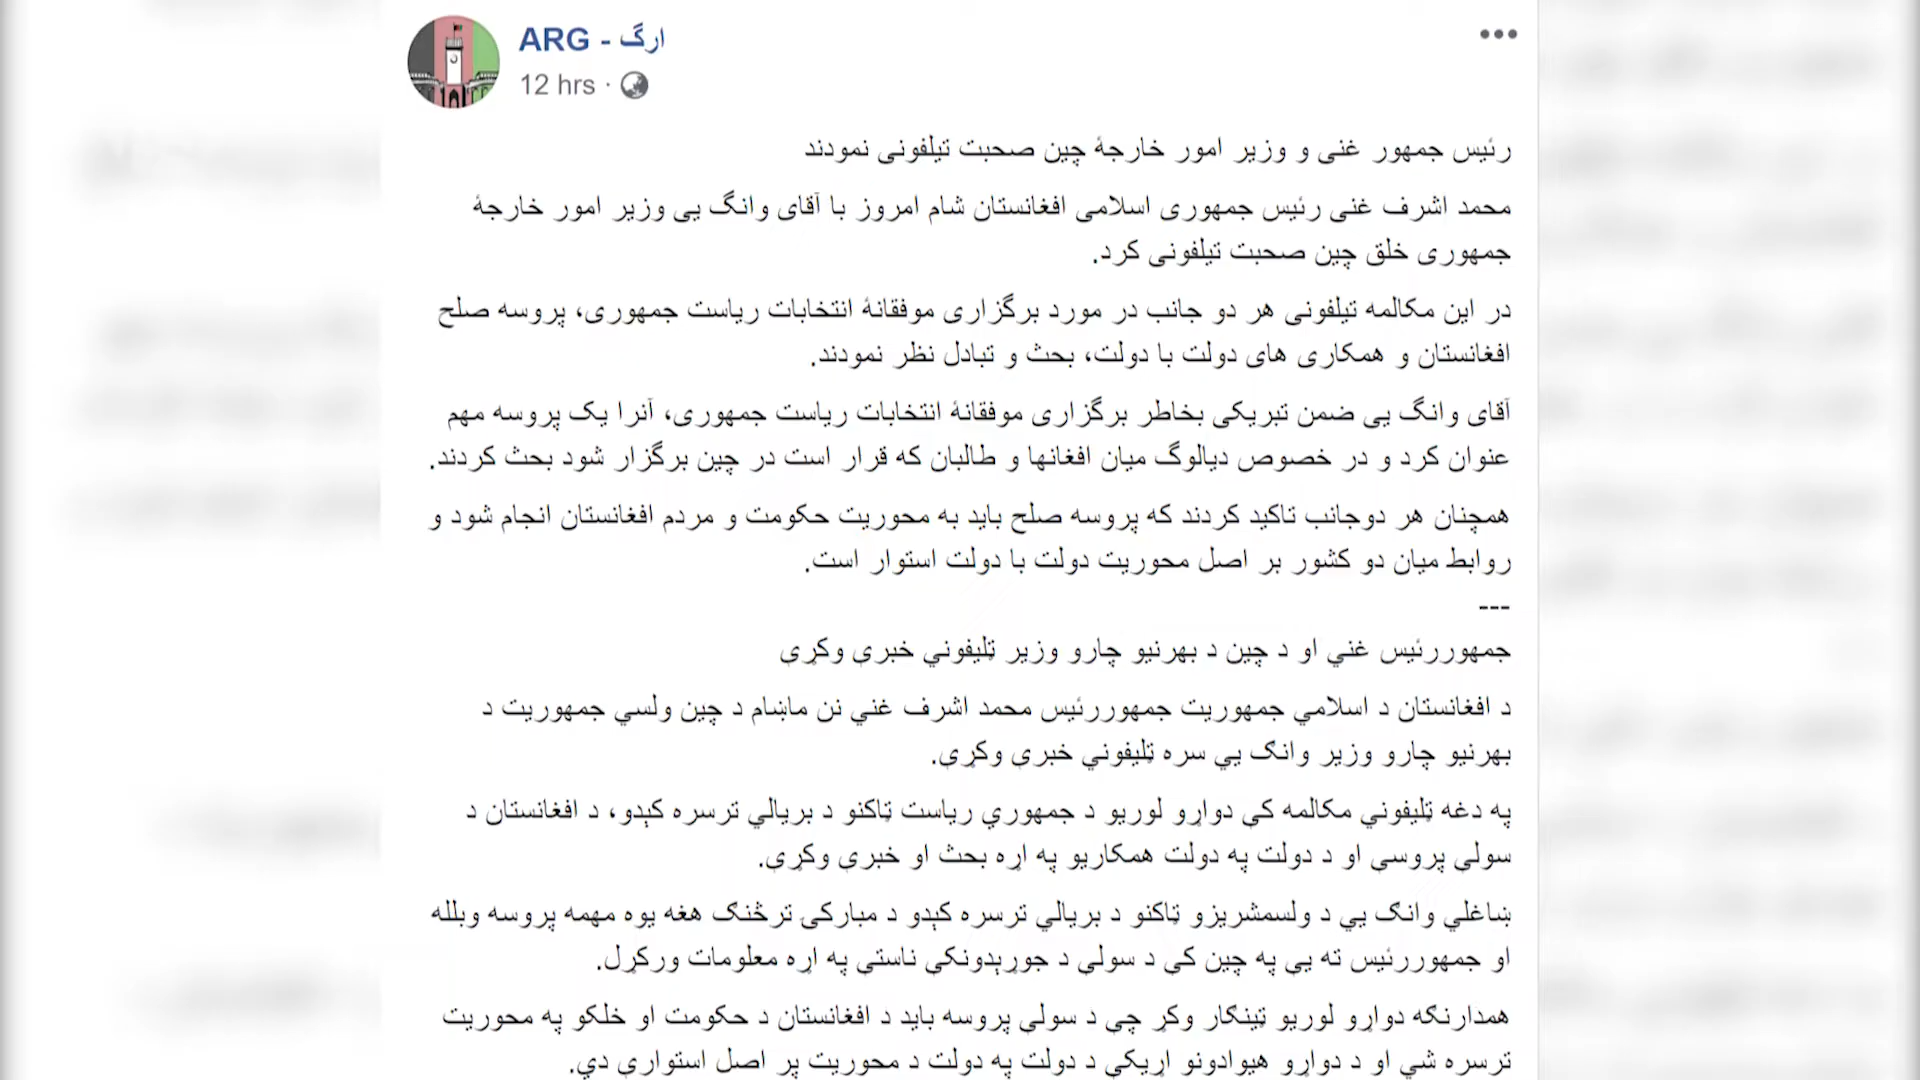 ARG - ارگ
12 hrs ·
رئیس جمهور غنی و وزیر امور خارجهٔ چین صحبت تیلفونی نمودند
محمد اشرف غنی رئیس جمهوری اسلامی افغانستان شام امروز با آقای وانگ یی وزیر امور خارجهٔ
جمهوری خلق چین صحبت تیلفونی کرد.
در این مکالمه تیلفونی هر دو جانب در مورد برگزاری موفقانهٔ انتخابات ریاست جمهوری، پروسه صلح
افغانستان و همکاری های دولت با دولت، بحث و تبادل نظر نمودند.
آقای وانگ یی ضمن تبریکی بخاطر برگزاری موفقانهٔ انتخابات ریاست جمهوری، آنرا یک پروسه مهم
عنوان کرد و در خصوص دیالوگ میان افغانها و طالبان که قرار است در چین برگزار شود بحث کردند.
همچنان هر دوجانب تاکید کردند که پروسه صلح باید به محوریت حکومت و مردم افغانستان انجام شود و
روابط میان دو کشور بر اصل محوریت دولت با دولت استوار است.
---
جمهوررئیس غني او د چین د بهرنیو چارو وزیر ټلیفوني خبرې وکړې
د افغانستان د اسلامي جمهوریت جمهوررئیس محمد اشرف غني نن ماښام د چین ولسي جمهوریت د
بهرنیو چارو وزیر وانګ یي سره ټلیفوني خبرې وکړې.
په دغه ټلیفوني مکالمه کې دواړو لوریو د جمهوري ریاست ټاکنو د بریالي ترسره کېدو، د افغانستان د
سولې پروسې او د دولت په دولت همکاریو په اړه بحث او خبرې وکړې.
ښاغلي وانګ یي د ولسمشریزو ټاکنو د بریالي ترسره کېدو د مبارکۍ ترڅنګ هغه یوه مهمه پروسه وبلله
او جمهوررئیس ته یې په چین کې د سولې د جوړېدونکې ناستې په اړه معلومات ورکړل.
همدارنګه دواړو لوریو ټینګار وکړ چې د سولې پروسه باید د افغانستان د حکومت او خلکو په محوریت
ترسره شي او د دواړو هیوادونو اړیکې د دولت په دولت د محوریت پر اصل استوارې دي.